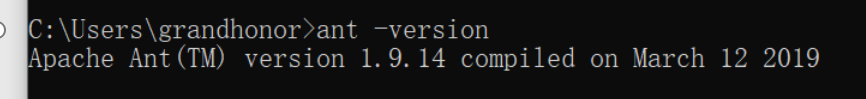 C:\Users\grandhonor>ant -version
Apache Ant(TM) version 1.9.14 compiled on March 12 2019